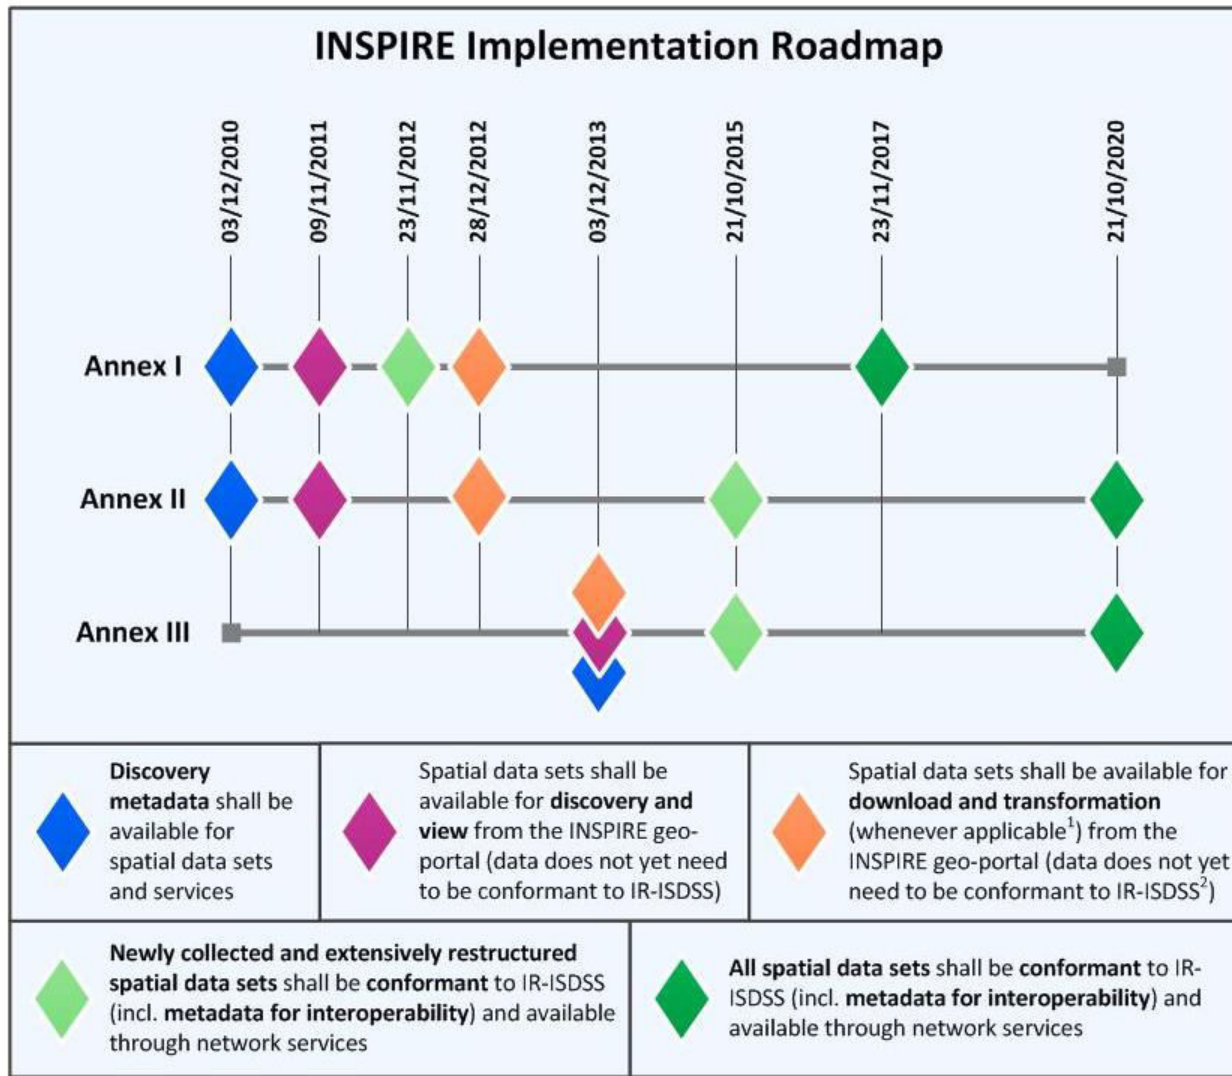 INSPIRE Implementation Roadmap
03/12/2010
09/11/2011
23/11/2012
28/12/2012
03/12/2013
21/10/2015
23/11/2017
21/10/2020
Annex I
Annex II
Annex III
Discovery
metadata shall be
available for
spatial data sets
and services
Spatial data sets shall be
available for discovery and
view from the INSPIRE geo-
portal (data does not yet need
to be conformant to IR-ISDSS)
Spatial data sets shall be available for
download and transformation
(whenever applicable¹) from the
INSPIRE geo-portal (data does not yet
need to be conformant to IR-ISDSS²)
Newly collected and extensively restructured
spatial data sets shall be conformant to IR-ISDSS
(incl. metadata for interoperability) and available
through network services
All spatial data sets shall be conformant to IR-
ISDSS (incl. metadata for interoperability) and
available through network services